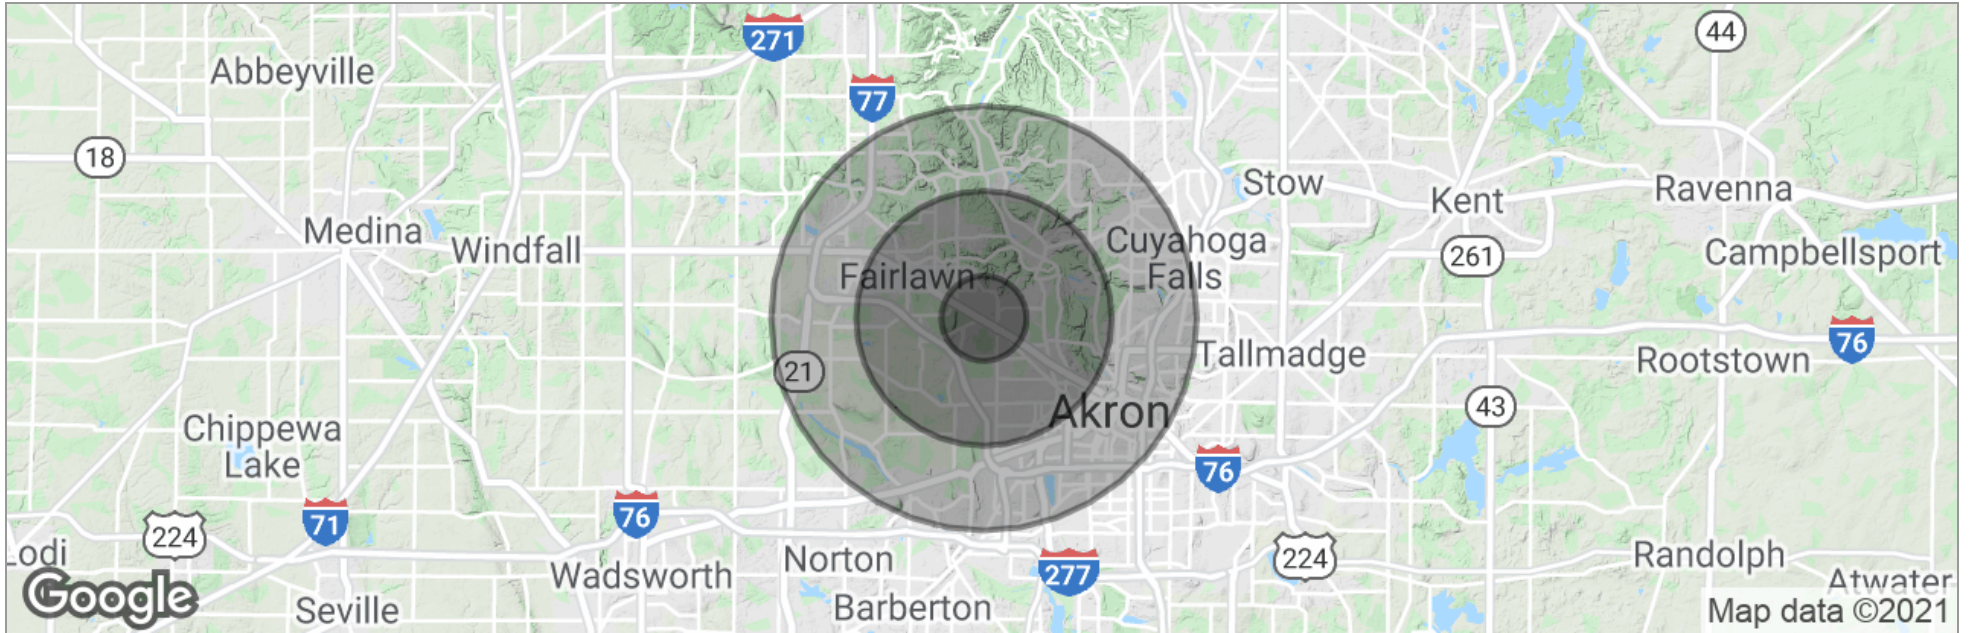 271
44
Abbeyville
77
18
Stow
Kent
Ravenna
Medina
Windfall
Cuyahoga
Falls
261
Campbellsport
Fairlawn
76
21
Tallmadge
Rootstown
Akron
43
Chippewa
Lake
76
71
76
224
Lodi
Norton
277
224
Randolph
Wadsworth
Atwater
Google
Seville
Barberton
Map data ©2021